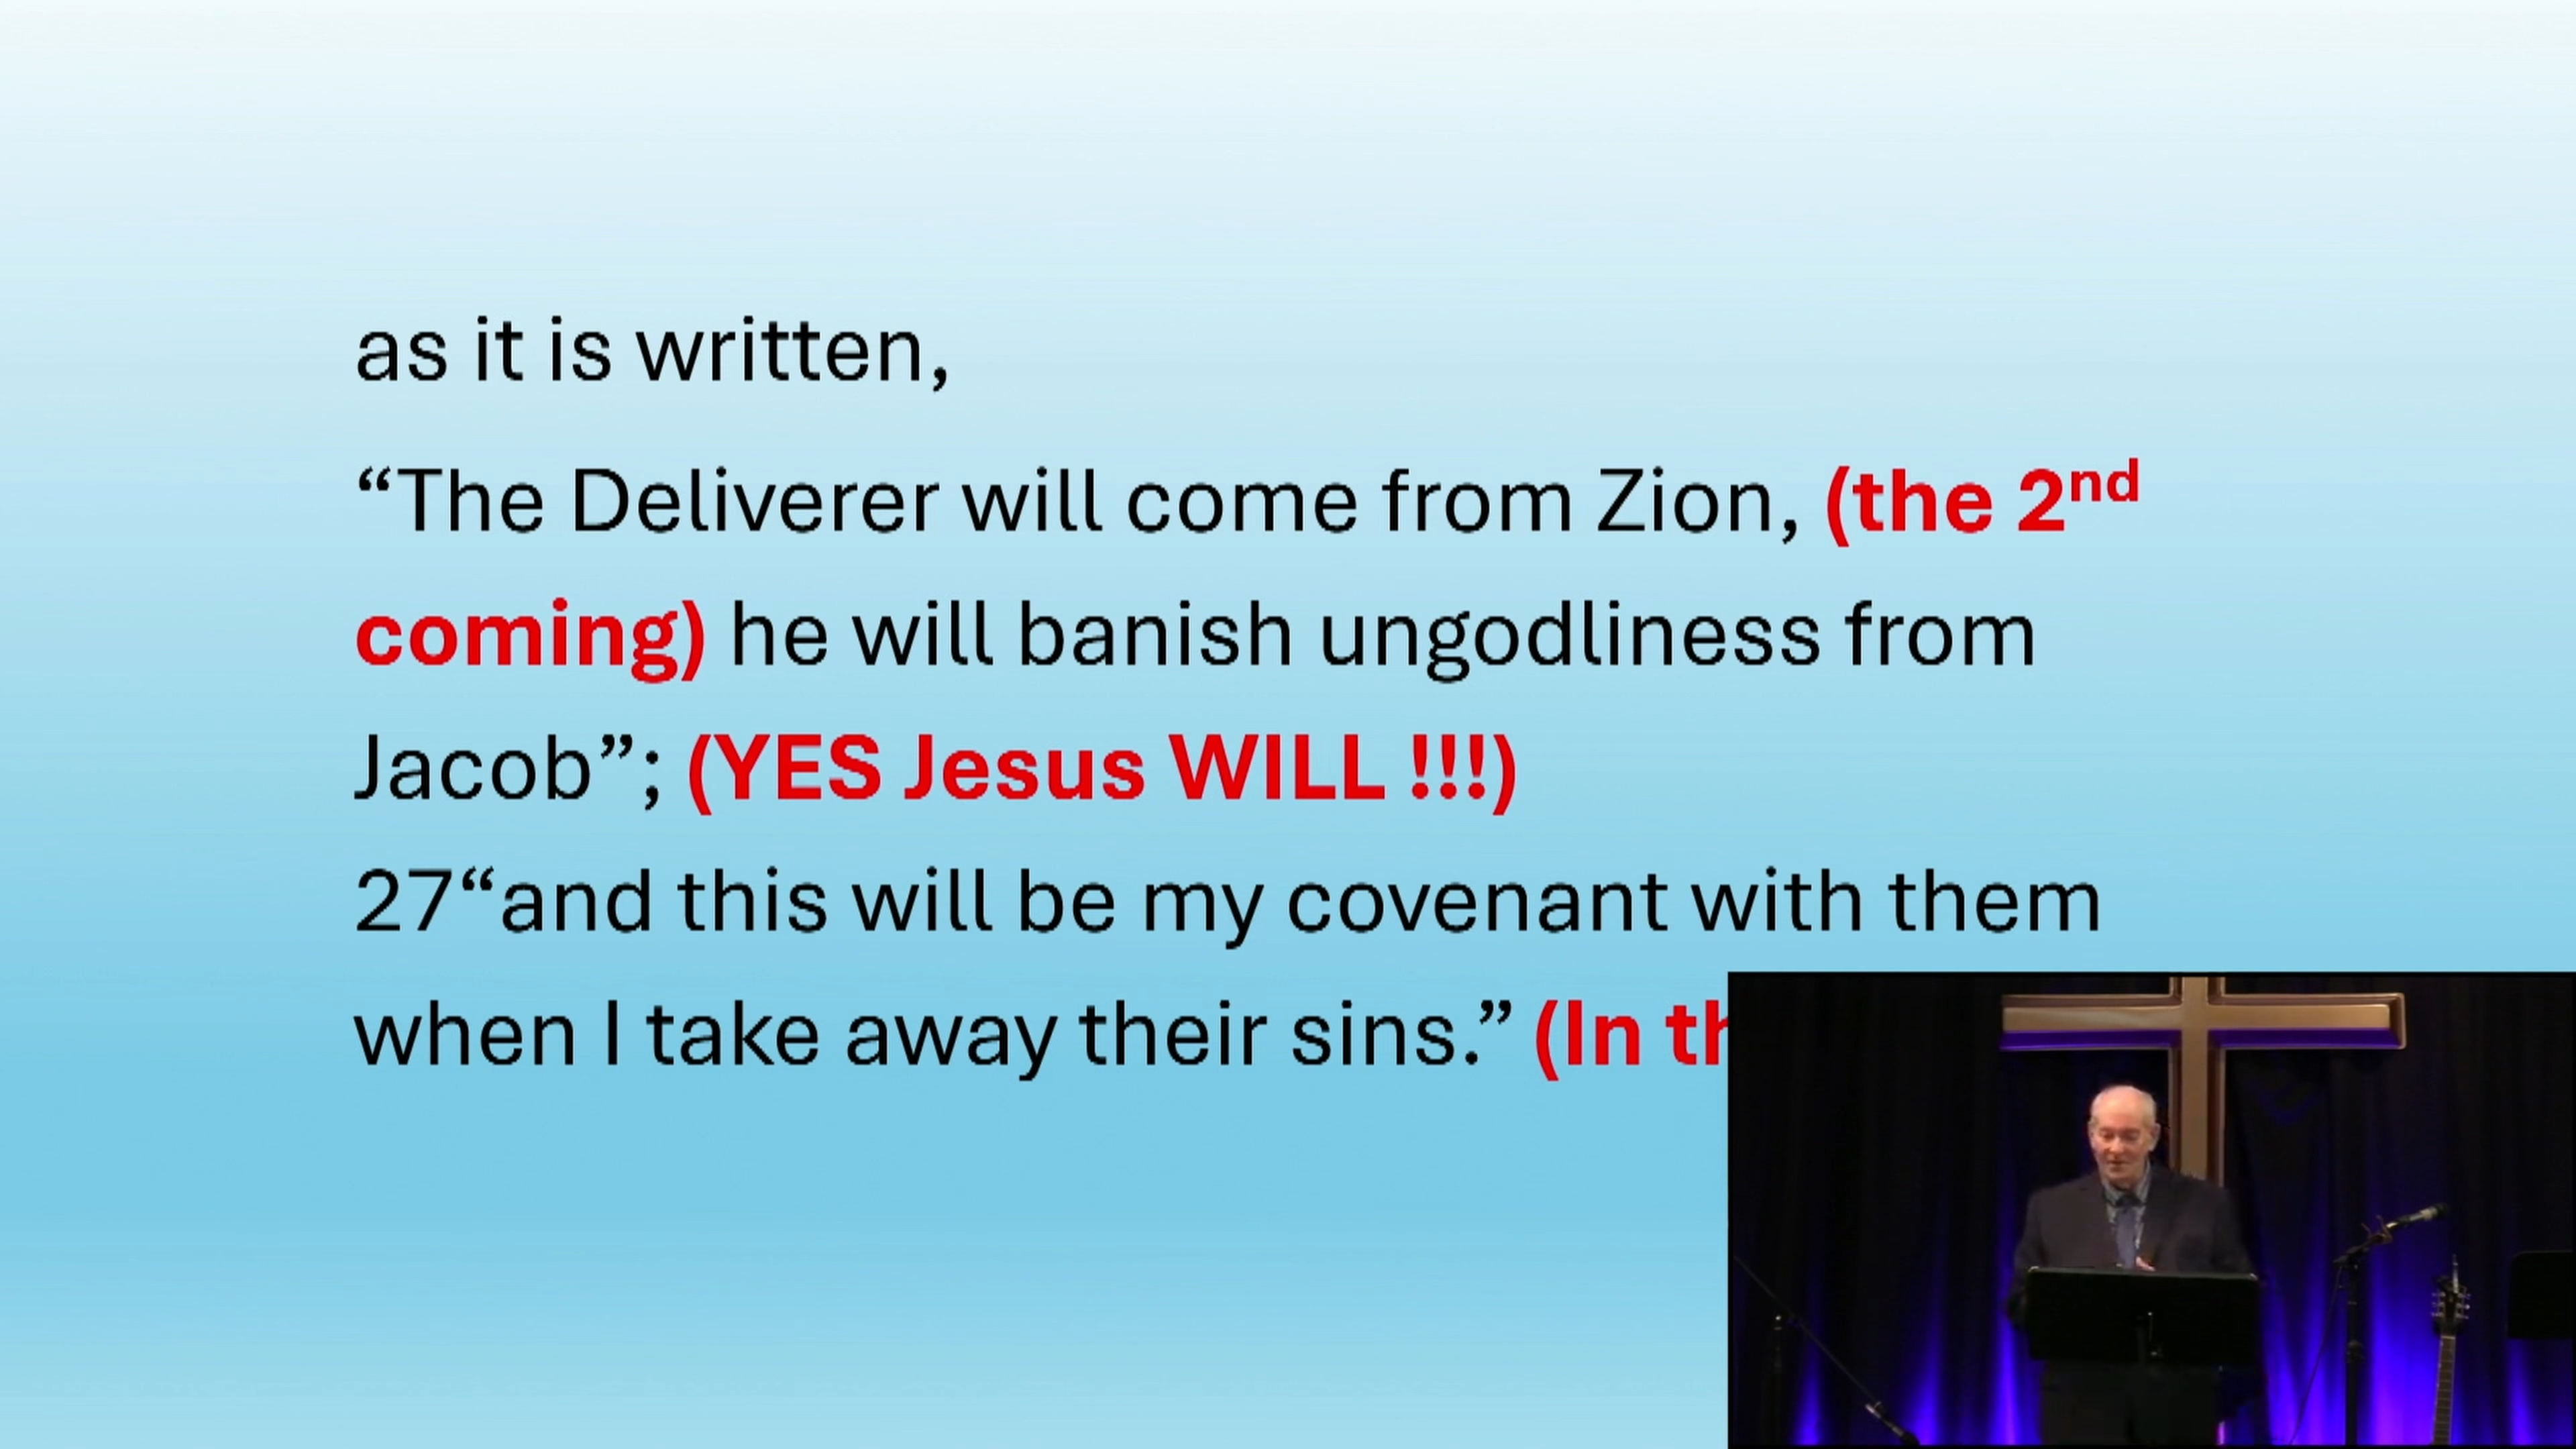 as it is written,
“The Deliverer will come from Zion, (the 2nd
coming) he will banish ungodliness from
Jacob”; (YES Jesus WILL !!!)
27“and this will be my covenant with them
when I take away their sins.” (In